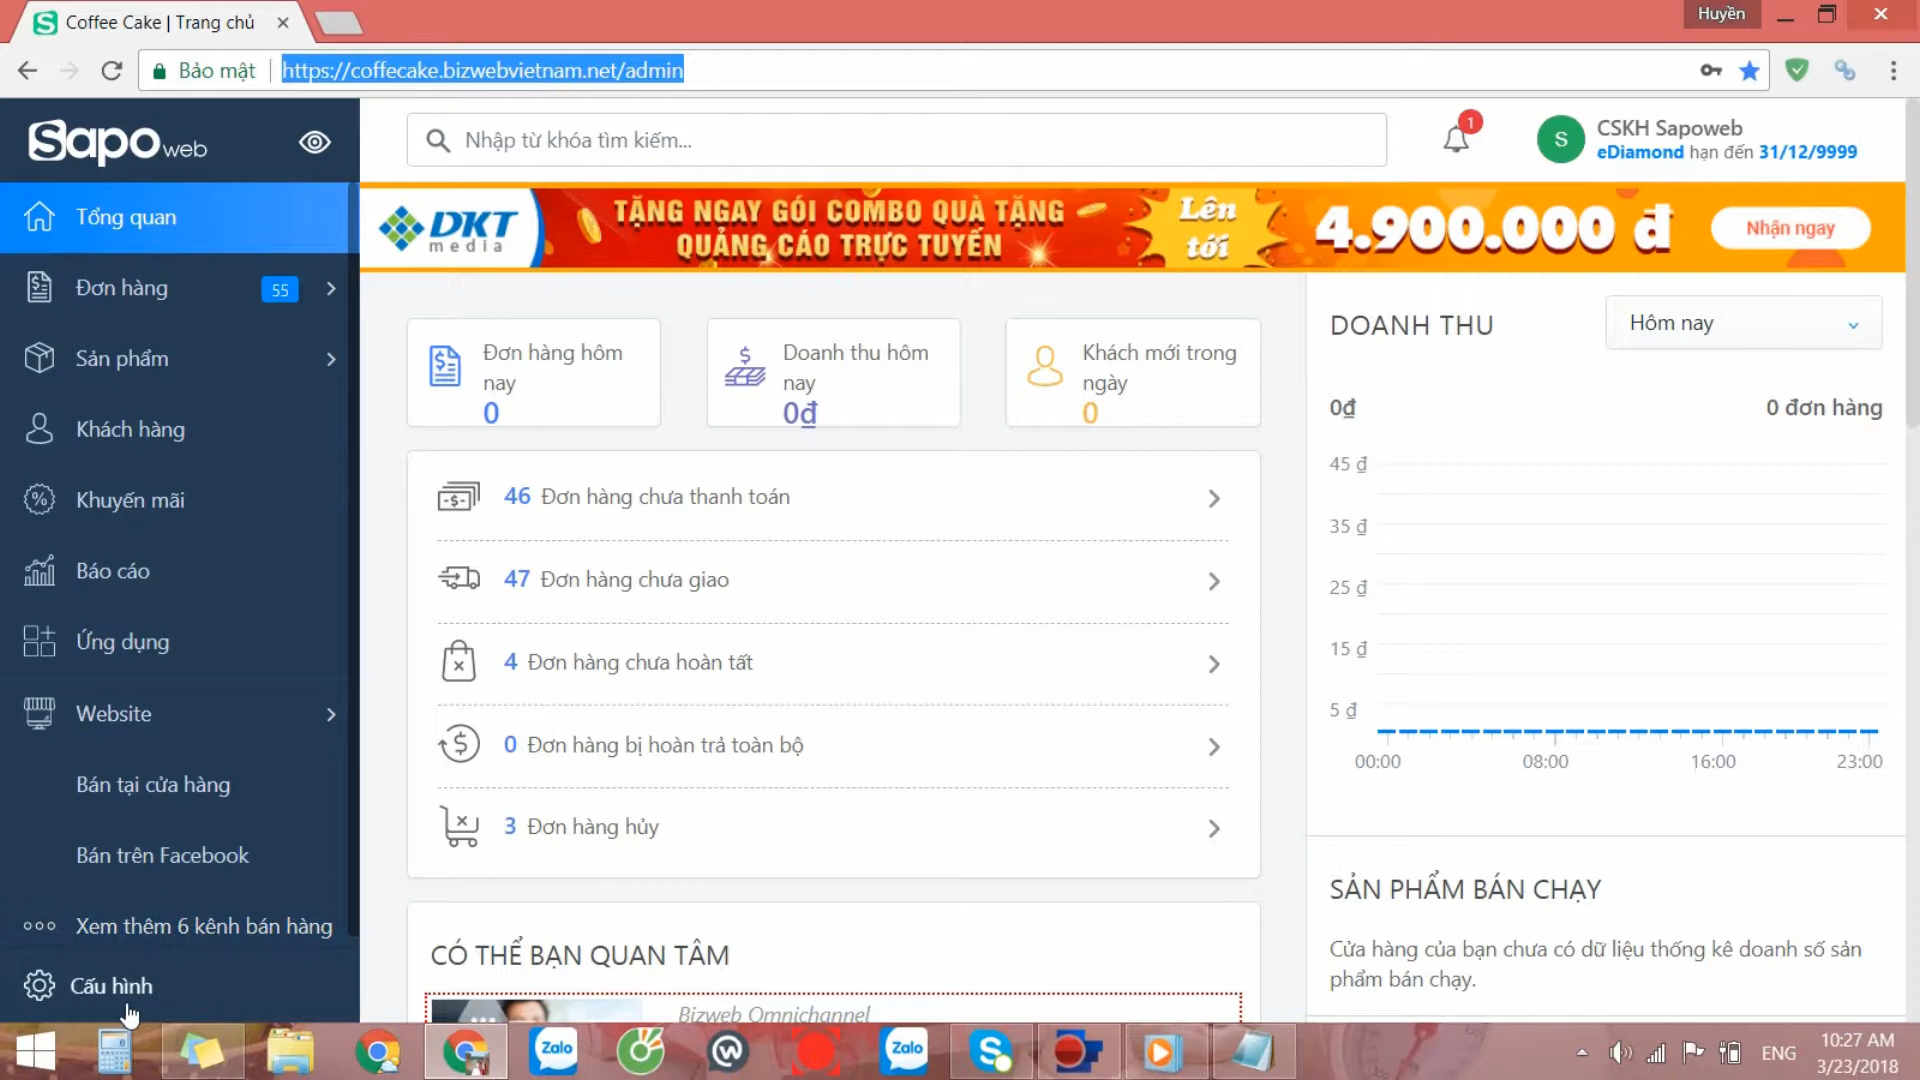 Coffee Cake | Trang chủ
Huyền
Bảo mật
https://coffecake.bizwebvietnam.net/admin
Sapo web
Nhập từ khóa tìm kiếm...
1
S
CSKH Sapoweb
eDiamond hạn đến 31/12/9999
DKT media
TẶNG NGAY GÓI COMBO QUÀ TẶNG
QUẢNG CÁO TRỰC TUYẾN
Lên tới
4.900.000 đ
Nhận ngay
Tổng quan
Đơn hàng 55
Sản phẩm
Khách hàng
Khuyến mãi
Báo cáo
Ứng dụng
Website
Bán tại cửa hàng
Bán trên Facebook
Xem thêm 6 kênh bán hàng
Cấu hình
Đơn hàng hôm nay
0
Doanh thu hôm nay
0₫
Khách mới trong ngày
0
46 Đơn hàng chưa thanh toán
47 Đơn hàng chưa giao
4 Đơn hàng chưa hoàn tất
0 Đơn hàng bị hoàn trả toàn bộ
3 Đơn hàng hủy
CÓ THỂ BẠN QUAN TÂM
Bizweb Omnichannel
DOANH THU
Hôm nay
0₫
0 đơn hàng
45 ₫
35 ₫
25 ₫
15 ₫
5 ₫
00:00 08:00 16:00 23:00
SẢN PHẨM BÁN CHẠY
Cửa hàng của bạn chưa có dữ liệu thống kê doanh số sản
phẩm bán chạy.
Zalo
Zalo
ENG
10:27 AM
3/23/2018